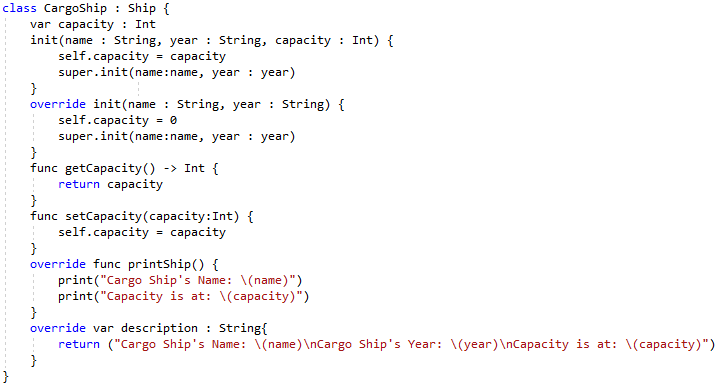 class CargoShip : Ship {
    var capacity : Int
    init(name : String, year : String, capacity : Int) {
        self.capacity = capacity
        super.init(name:name, year : year)
    }
    override init(name : String, year : String) {
        self.capacity = 0
        super.init(name:name, year : year)
    }
    func getCapacity() -> Int {
        return capacity
    }
    func setCapacity(capacity:Int) {
        self.capacity = capacity
    }
    override func printShip() {
        print("Cargo Ship's Name: \(name)")
        print("Capacity is at: \(capacity)")
    }
    override var description : String{
        return ("Cargo Ship's Name: \(name)\nCargo Ship's Year: \(year)\nCapacity is at: \(capacity)")
    }
}